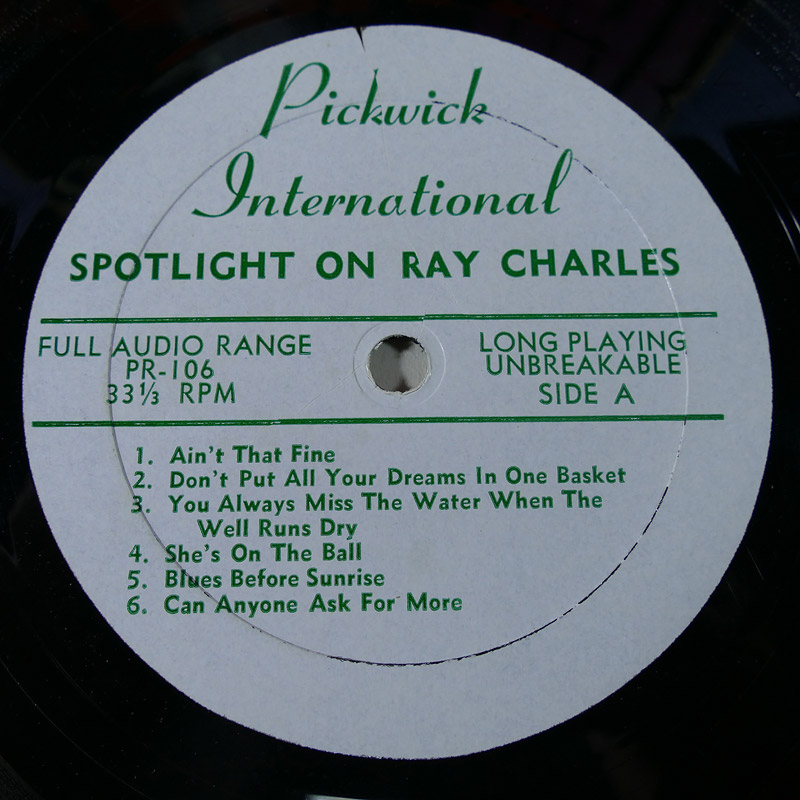 Pickwick
International
SPOTLIGHT ON RAY CHARLES
FULL AUDIO RANGE
PR-106
33⅓ RPM
LONG PLAYING
UNBREAKABLE
SIDE A
1. Ain't That Fine
2. Don't Put All Your Dreams In One Basket
3. You Always Miss The Water When The
Well Runs Dry
4. She's On The Ball
5. Blues Before Sunrise
6. Can Anyone Ask For More